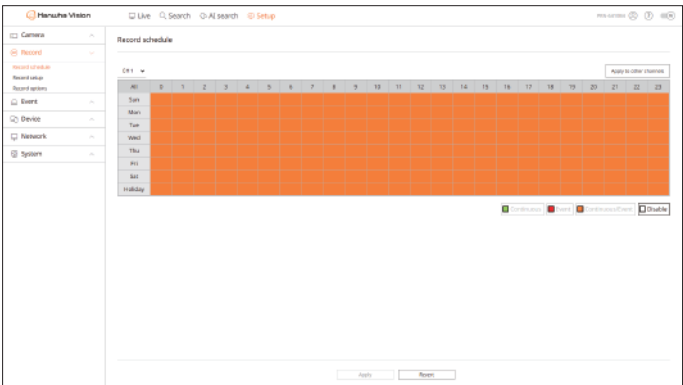 Hanwha Vision
Live Search AI search Setup
Camera
Record
Record schedule
Record setup
Record options
Event
Device
Network
System
Record schedule
CH 1
Apply to other channels
All 0 1 2 3 4 5 6 7 8 9 10 11 12 13 14 15 16 17 18 19 20 21 22 23
Sun
Mon
Tue
Wed
Thu
Fri
Sat
Holiday
Continuous Event Continuous/Event Disable
Apply Revert